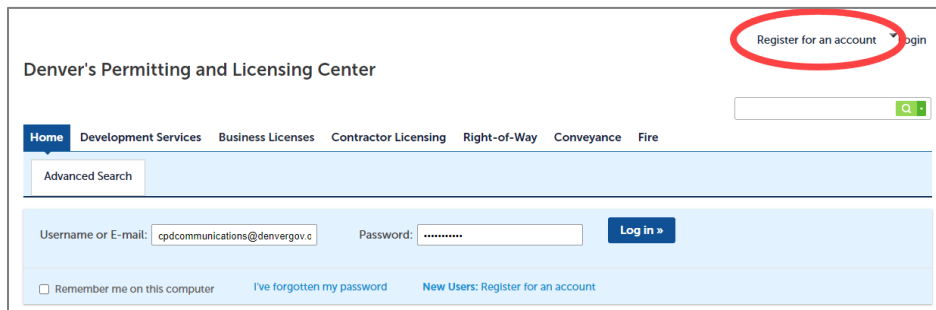 Register for an account Login
Denver's Permitting and Licensing Center
Home Development Services Business Licenses Contractor Licensing Right-of-Way Conveyance Fire
Advanced Search
Username or E-mail: cpdcommunications@denvergov.o Password: ••••••••••• Log in »
Remember me on this computer I've forgotten my password New Users: Register for an account